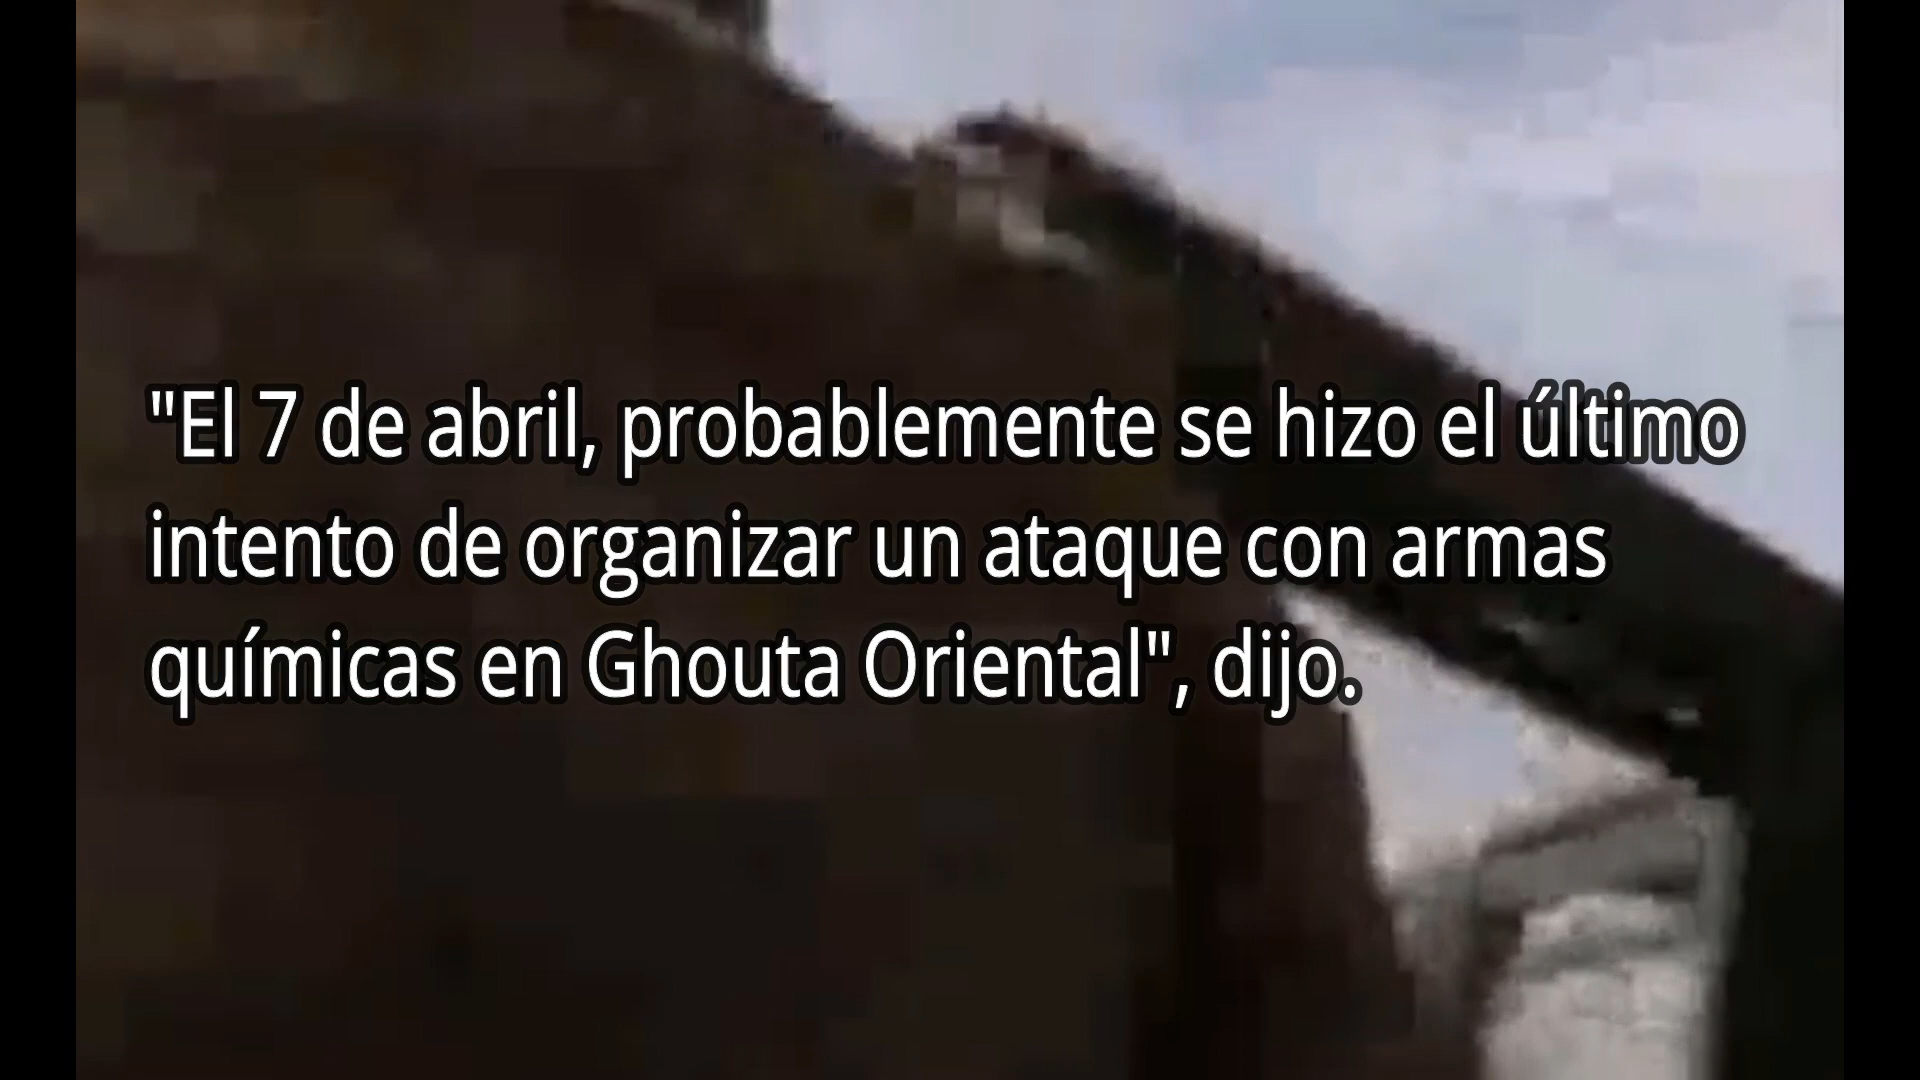 "El 7 de abril, probablemente se hizo el último
intento de organizar un ataque con armas
químicas en Ghouta Oriental", dijo.